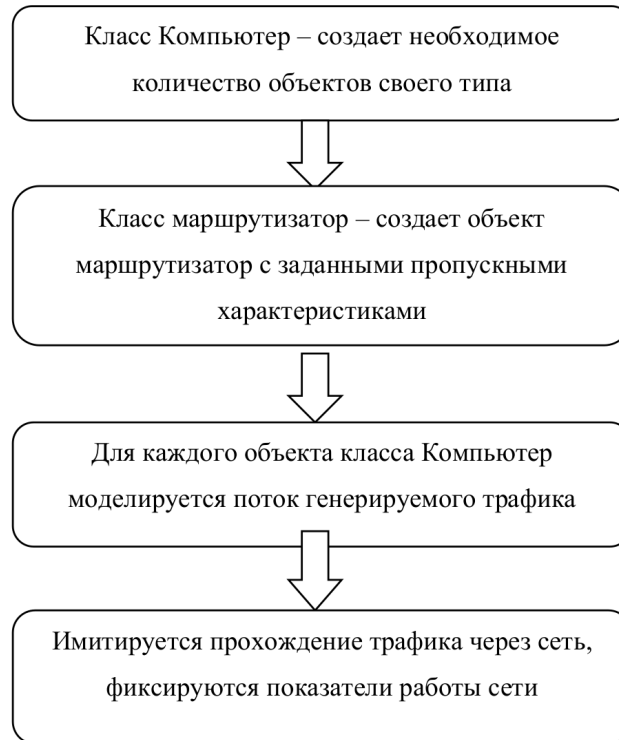 Класс Компьютер – создает необходимое
количество объектов своего типа
Класс маршрутизатор – создает объект
маршрутизатор с заданными пропускными
характеристиками
Для каждого объекта класса Компьютер
моделируется поток генерируемого трафика
Имитируется прохождение трафика через сеть,
фиксируются показатели работы сети